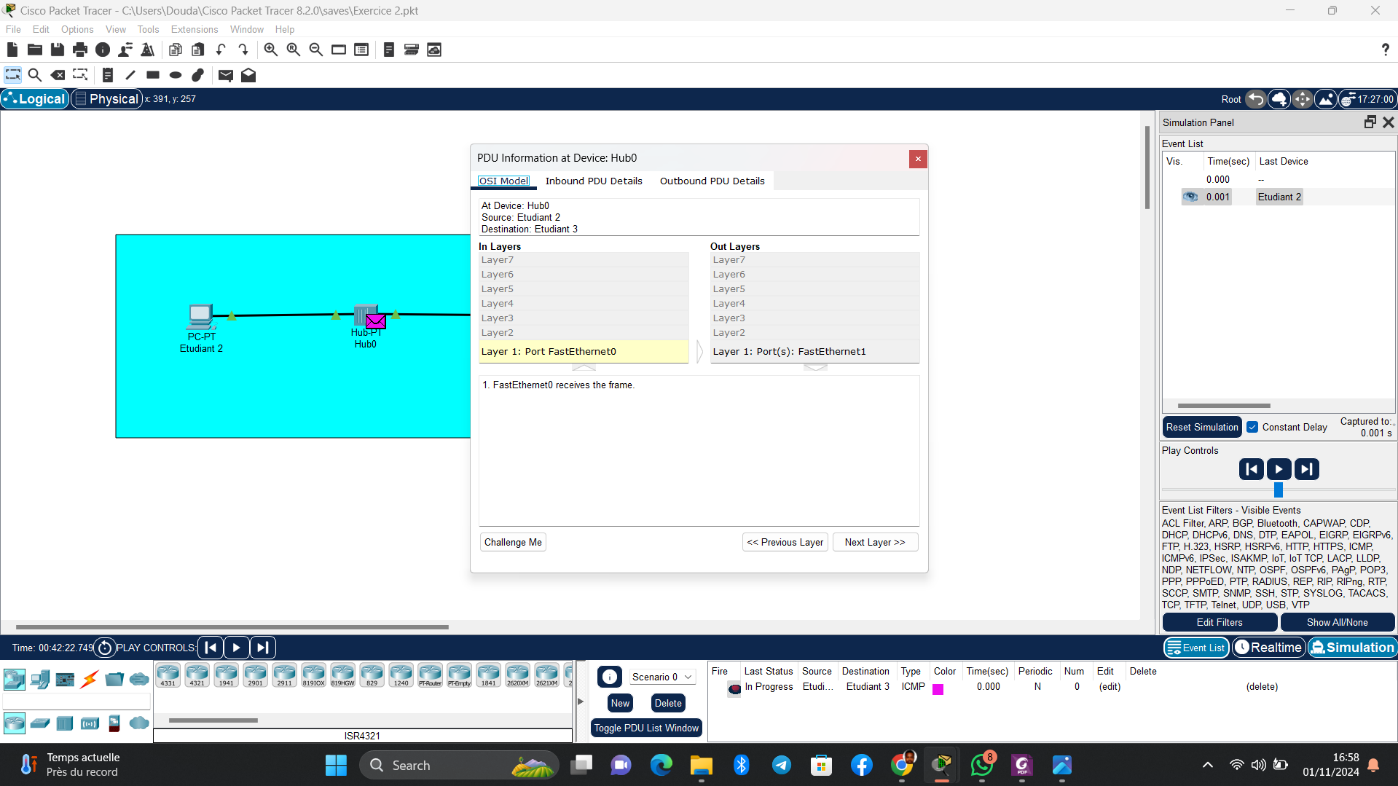 Cisco Packet Tracer - C:\Users\Douda\Cisco Packet Tracer 8.2.0\saves\Exercice 2.pkt
File Edit Options View Tools Extensions Window Help
?
Logical Physical x: 391, y: 257
Root 17:27:00
PC-PT
Etudiant 2
Hub-PT
Hub0
PDU Information at Device: Hub0
OSI Model Inbound PDU Details Outbound PDU Details
At Device: Hub0
Source: Etudiant 2
Destination: Etudiant 3
In Layers Out Layers
Layer7 Layer7
Layer6 Layer6
Layer5 Layer5
Layer4 Layer4
Layer3 Layer3
Layer2 Layer2
Layer 1: Port FastEthernet0 Layer 1: Port(s): FastEthernet1
1. FastEthernet0 receives the frame.
Challenge Me << Previous Layer Next Layer >>
Simulation Panel
Event List
Vis. Time(sec) Last Device
0.000 --
0.001 Etudiant 2
Reset Simulation Constant Delay Captured to:
0.001 s
Play Controls
Event List Filters - Visible Events
ACL Filter, ARP, BGP, Bluetooth, CAPWAP, CDP,
DHCP, DHCPv6, DNS, DTP, EAPOL, EIGRP, EIGRPv6,
FTP, H.323, HSRP, HSRPv6, HTTP, HTTPS, ICMP,
ICMPv6, IPSec, ISAKMP, IoT, IoT TCP, LACP, LLDP,
NDP, NETFLOW, NTP, OSPF, OSPFv6, PAgP, POP3,
PPP, PPPoED, PTP, RADIUS, REP, RIP, RIPng, RTP,
SCCP, SMTP, SNMP, SSH, STP, SYSLOG, TACACS,
TCP, TFTP, Telnet, UDP, USB, VTP
Edit Filters Show All/None
Time: 00:42:22.749 PLAY CONTROLS:
Event List Realtime Simulation
4331 4321 1941 2901 2911 819IOX 819HGW 829 1240 PT-Router PT-Empty 1841 2620XM 2621XM 2
ISR4321
Scenario 0
New Delete
Toggle PDU List Window
Fire Last Status Source Destination Type Color Time(sec) Periodic Num Edit Delete
In Progress Etudi... Etudiant 3 ICMP 0.000 N 0 (edit) (delete)
Temps actuelle
Près du record
Search
8
16:58
01/11/2024